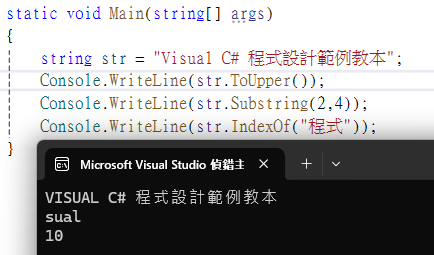 static void Main(string[] args)
{
string str = "Visual C# 程式設計範例教本";
Console.WriteLine(str.ToUpper());
Console.WriteLine(str.Substring(2,4));
Console.WriteLine(str.IndexOf("程式"));
}
Microsoft Visual Studio 偵錯主
VISUAL C# 程式設計範例教本
sual
10